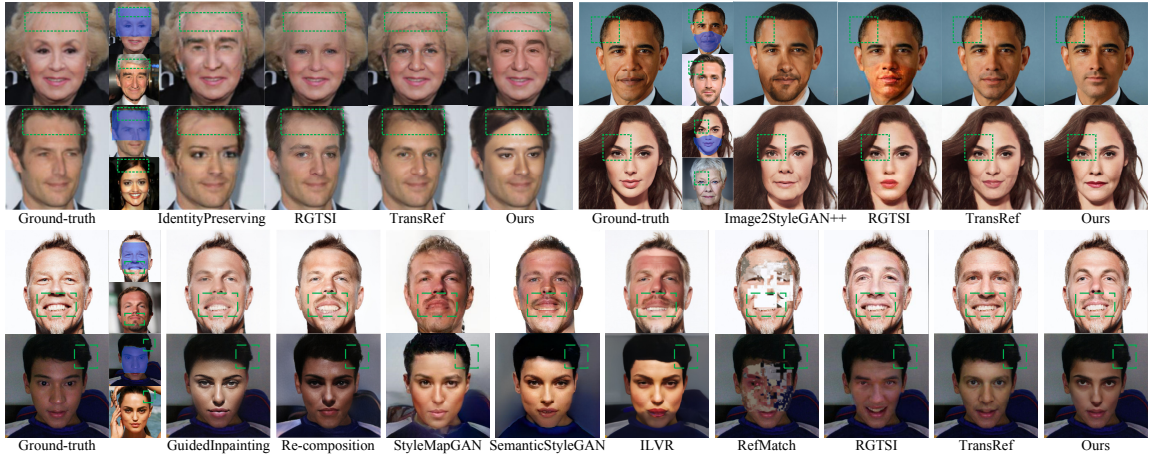 Ground-truth IdentityPreserving RGTSI TransRef Ours Ground-truth Image2StyleGAN++ RGTSI TransRef Ours
Ground-truth GuidedInpainting Re-composition StyleMapGAN SemanticStyleGAN ILVR RefMatch RGTSI TransRef Ours